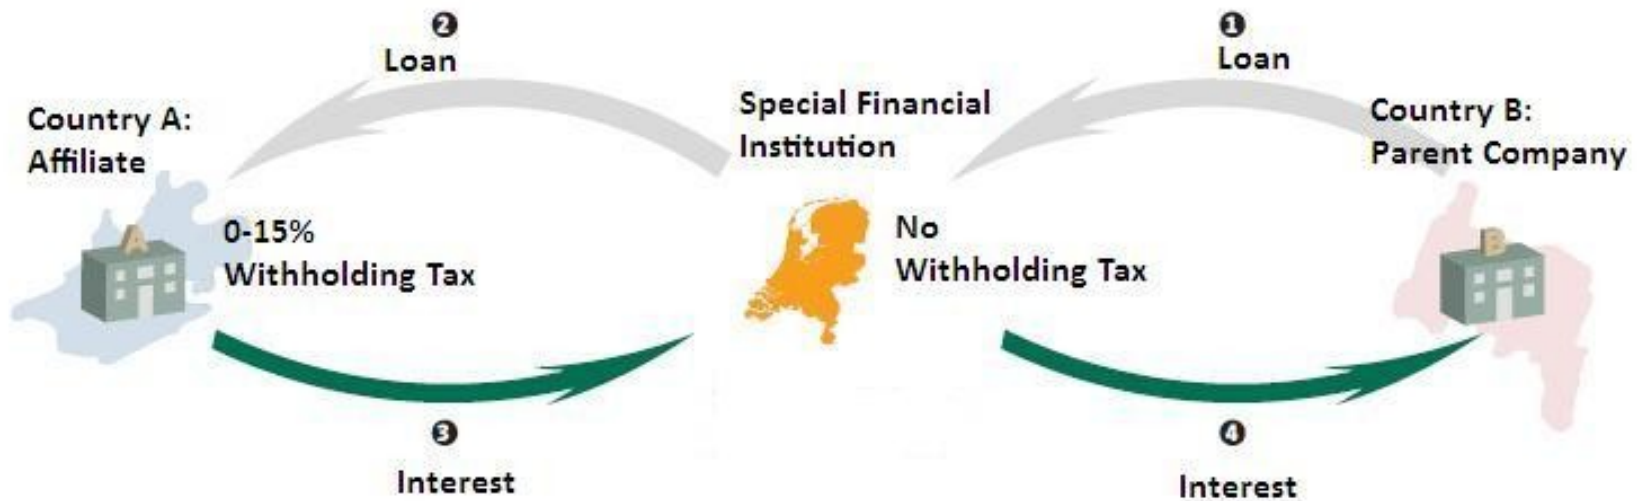 ❷
Loan
❶
Loan
Country A:
Affiliate
Special Financial
Institution
Country B:
Parent Company
A
0-15%
Withholding Tax
No
Withholding Tax
B
❸
Interest
❹
Interest